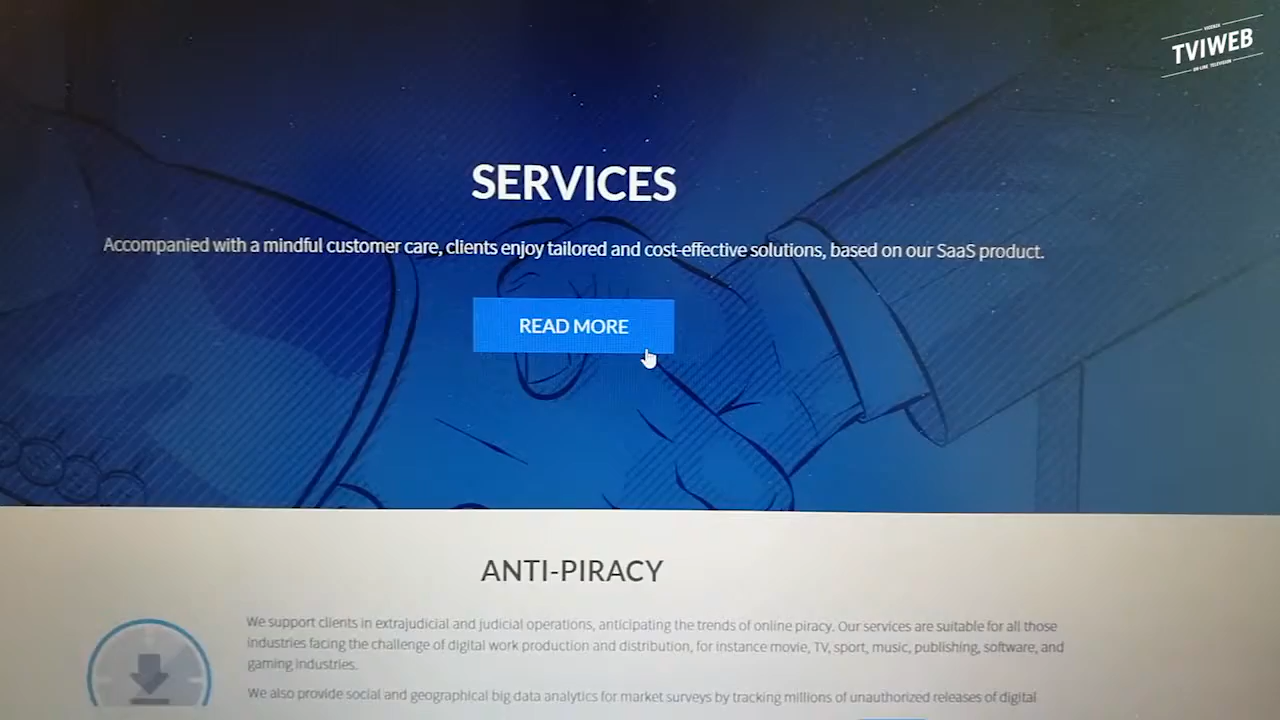 VICENZA
TVIWEB
ON-LINE TELEVISION
SERVICES
Accompanied with a mindful customer care, clients enjoy tailored and cost-effective solutions, based on our SaaS product.
READ MORE
ANTI-PIRACY
We support clients in extrajudicial and judicial operations, anticipating the trends of online piracy. Our services are suitable for all those
industries facing the challenge of digital work production and distribution, for instance movie, TV, sport, music, publishing, software, and
gaming industries.
We also provide social and geographical big data analytics for market surveys by tracking millions of unauthorized releases of digital